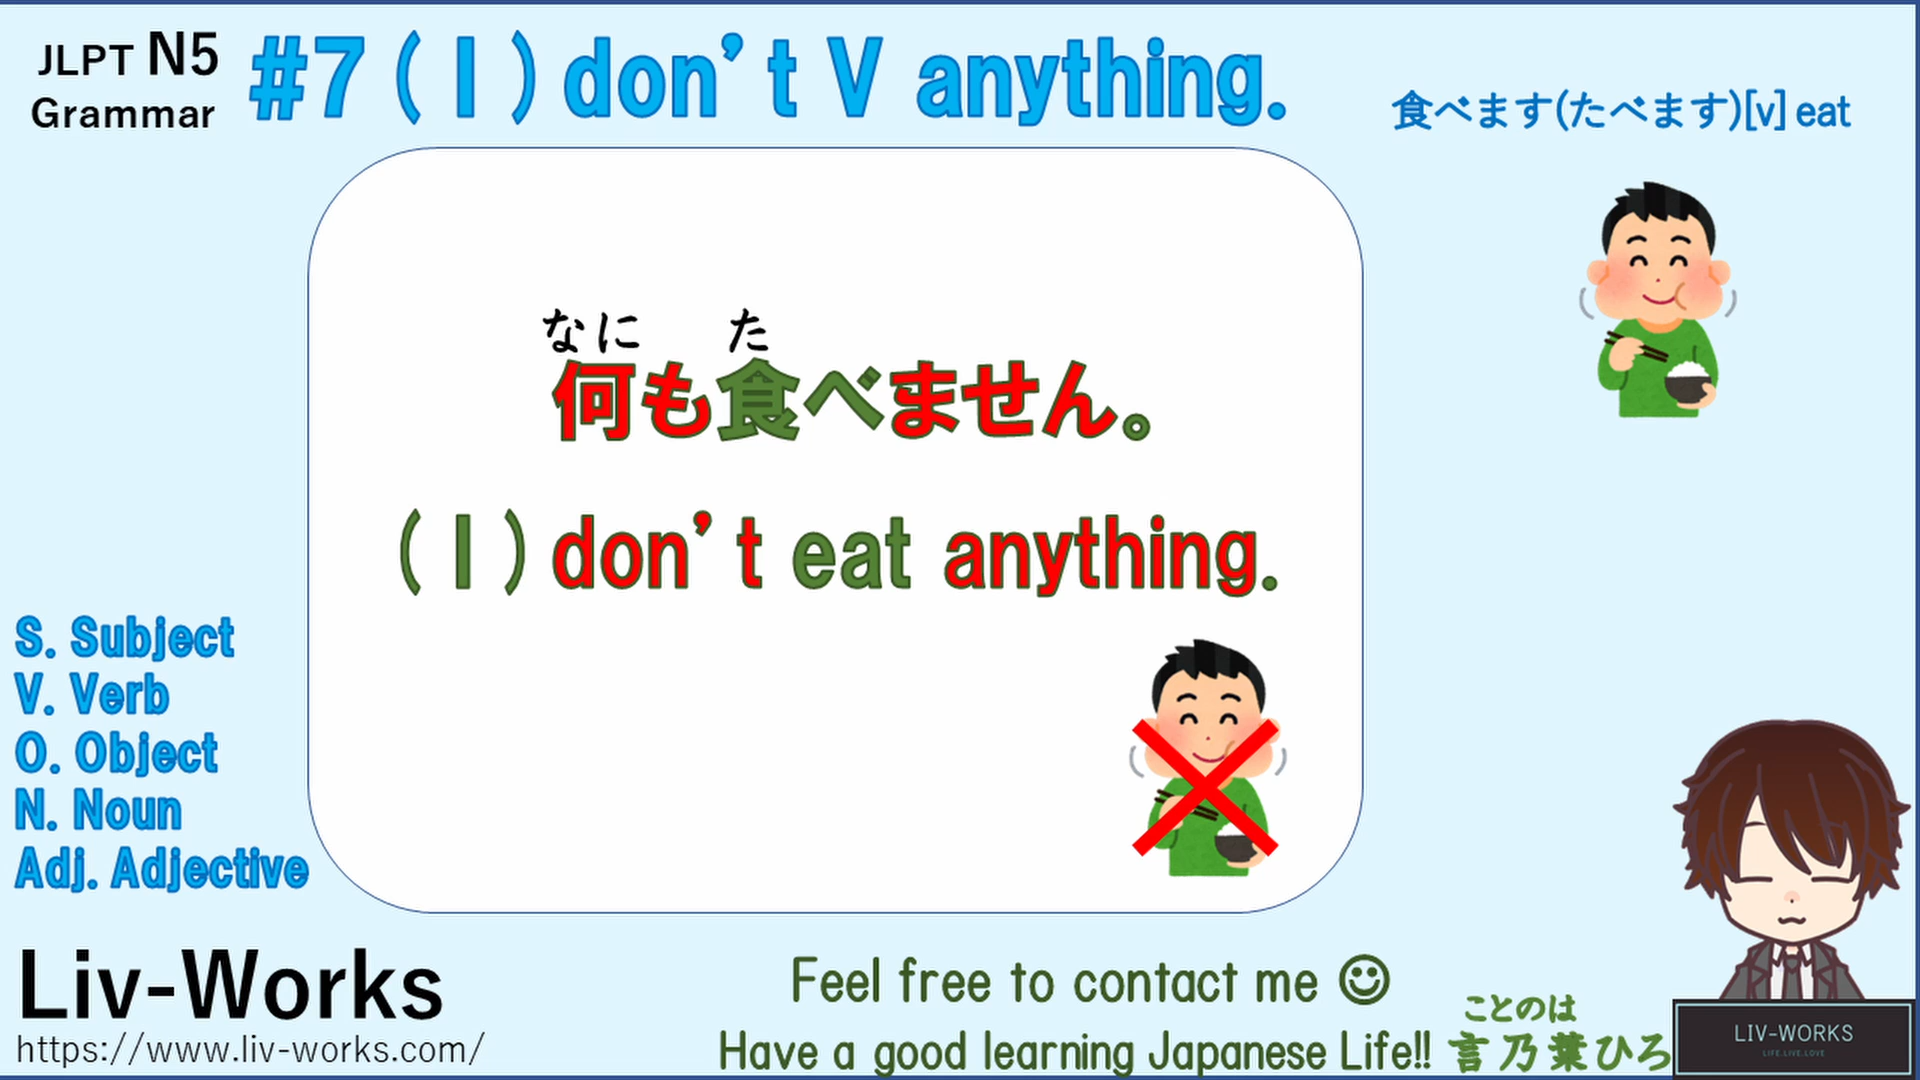 JLPT N5
Grammar
#7 (I) don't V anything.
食べます(たべます)[v] eat
なに た
何も食べません。
(I) don't eat anything.
S. Subject
V. Verb
O. Object
N. Noun
Adj. Adjective
Liv-Works
https://www.liv-works.com/
Feel free to contact me ☺
Have a good learning Japanese Life!!
ことのは
言乃葉ひろ
LIV-WORKS
LIFE.LIVE.LOVE